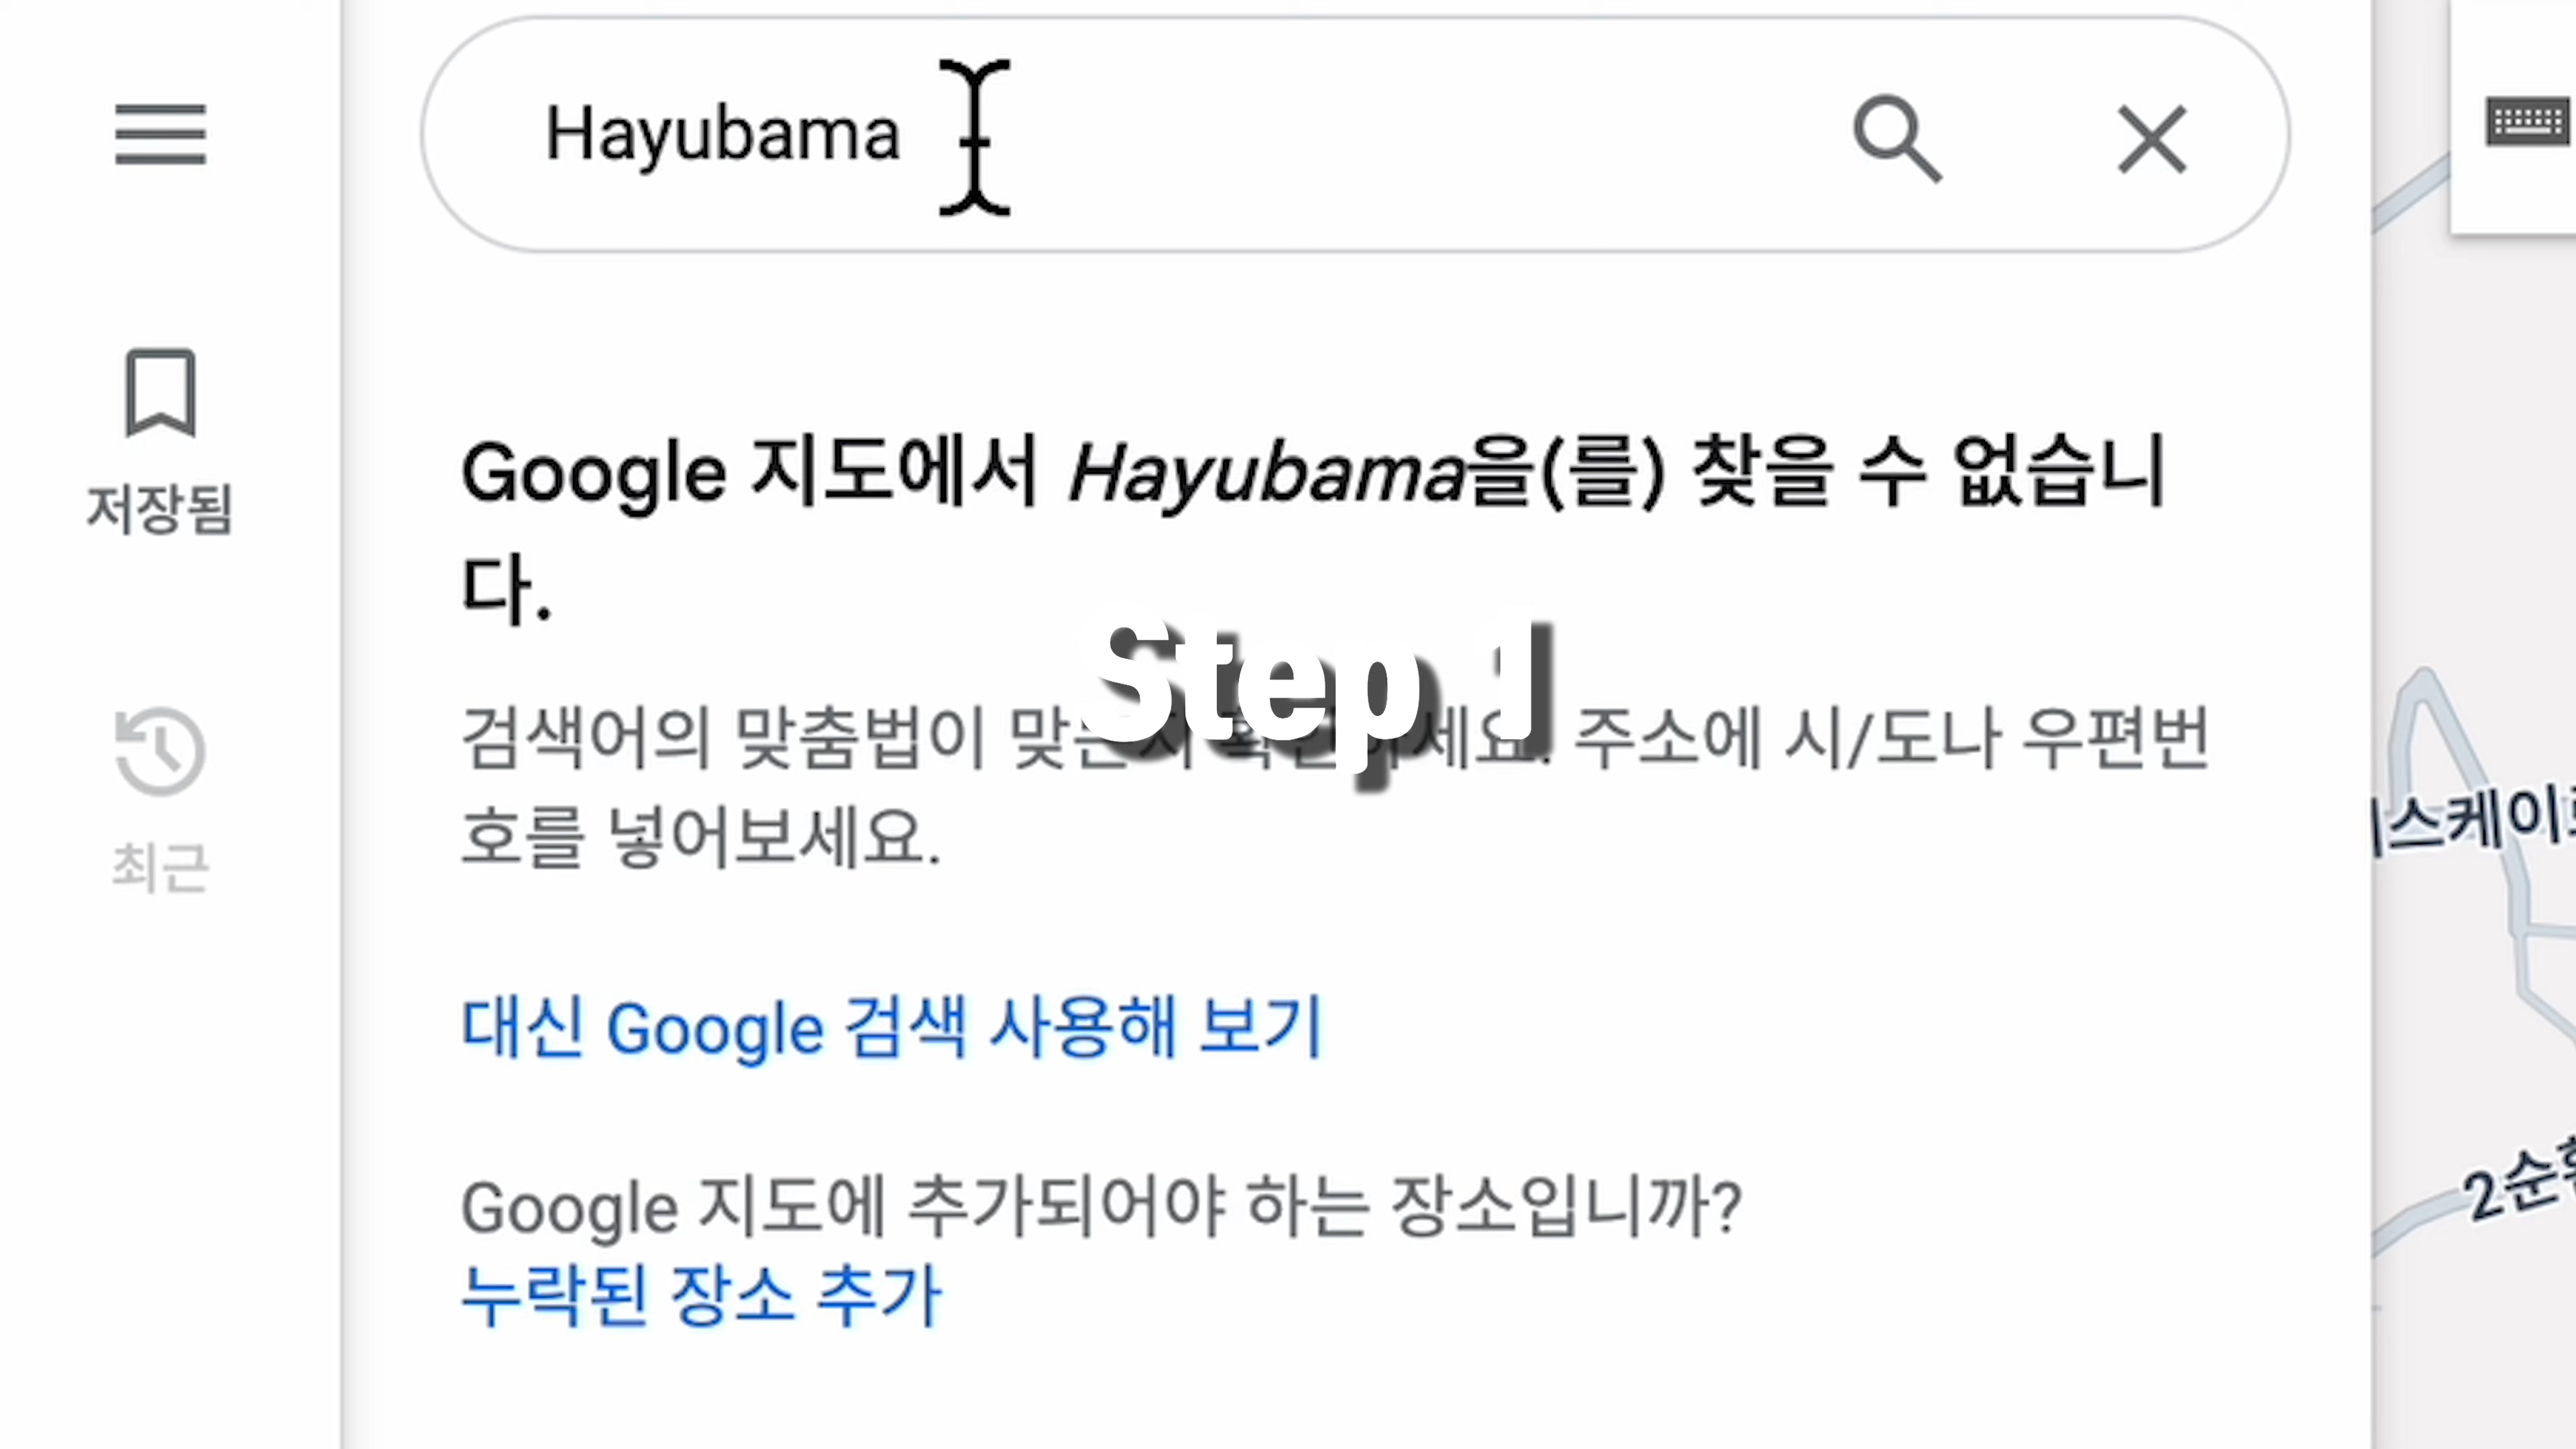 Hayubama
저장됨
Google 지도에서 Hayubama을(를) 찾을 수 없습니
다.
Step 1
검색어의 맞춤법이 맞는지 확인하세요. 주소에 시/도나 우편번
호를 넣어보세요.
최근
스케이
대신 Google 검색 사용해 보기
2순환
Google 지도에 추가되어야 하는 장소입니까?
누락된 장소 추가